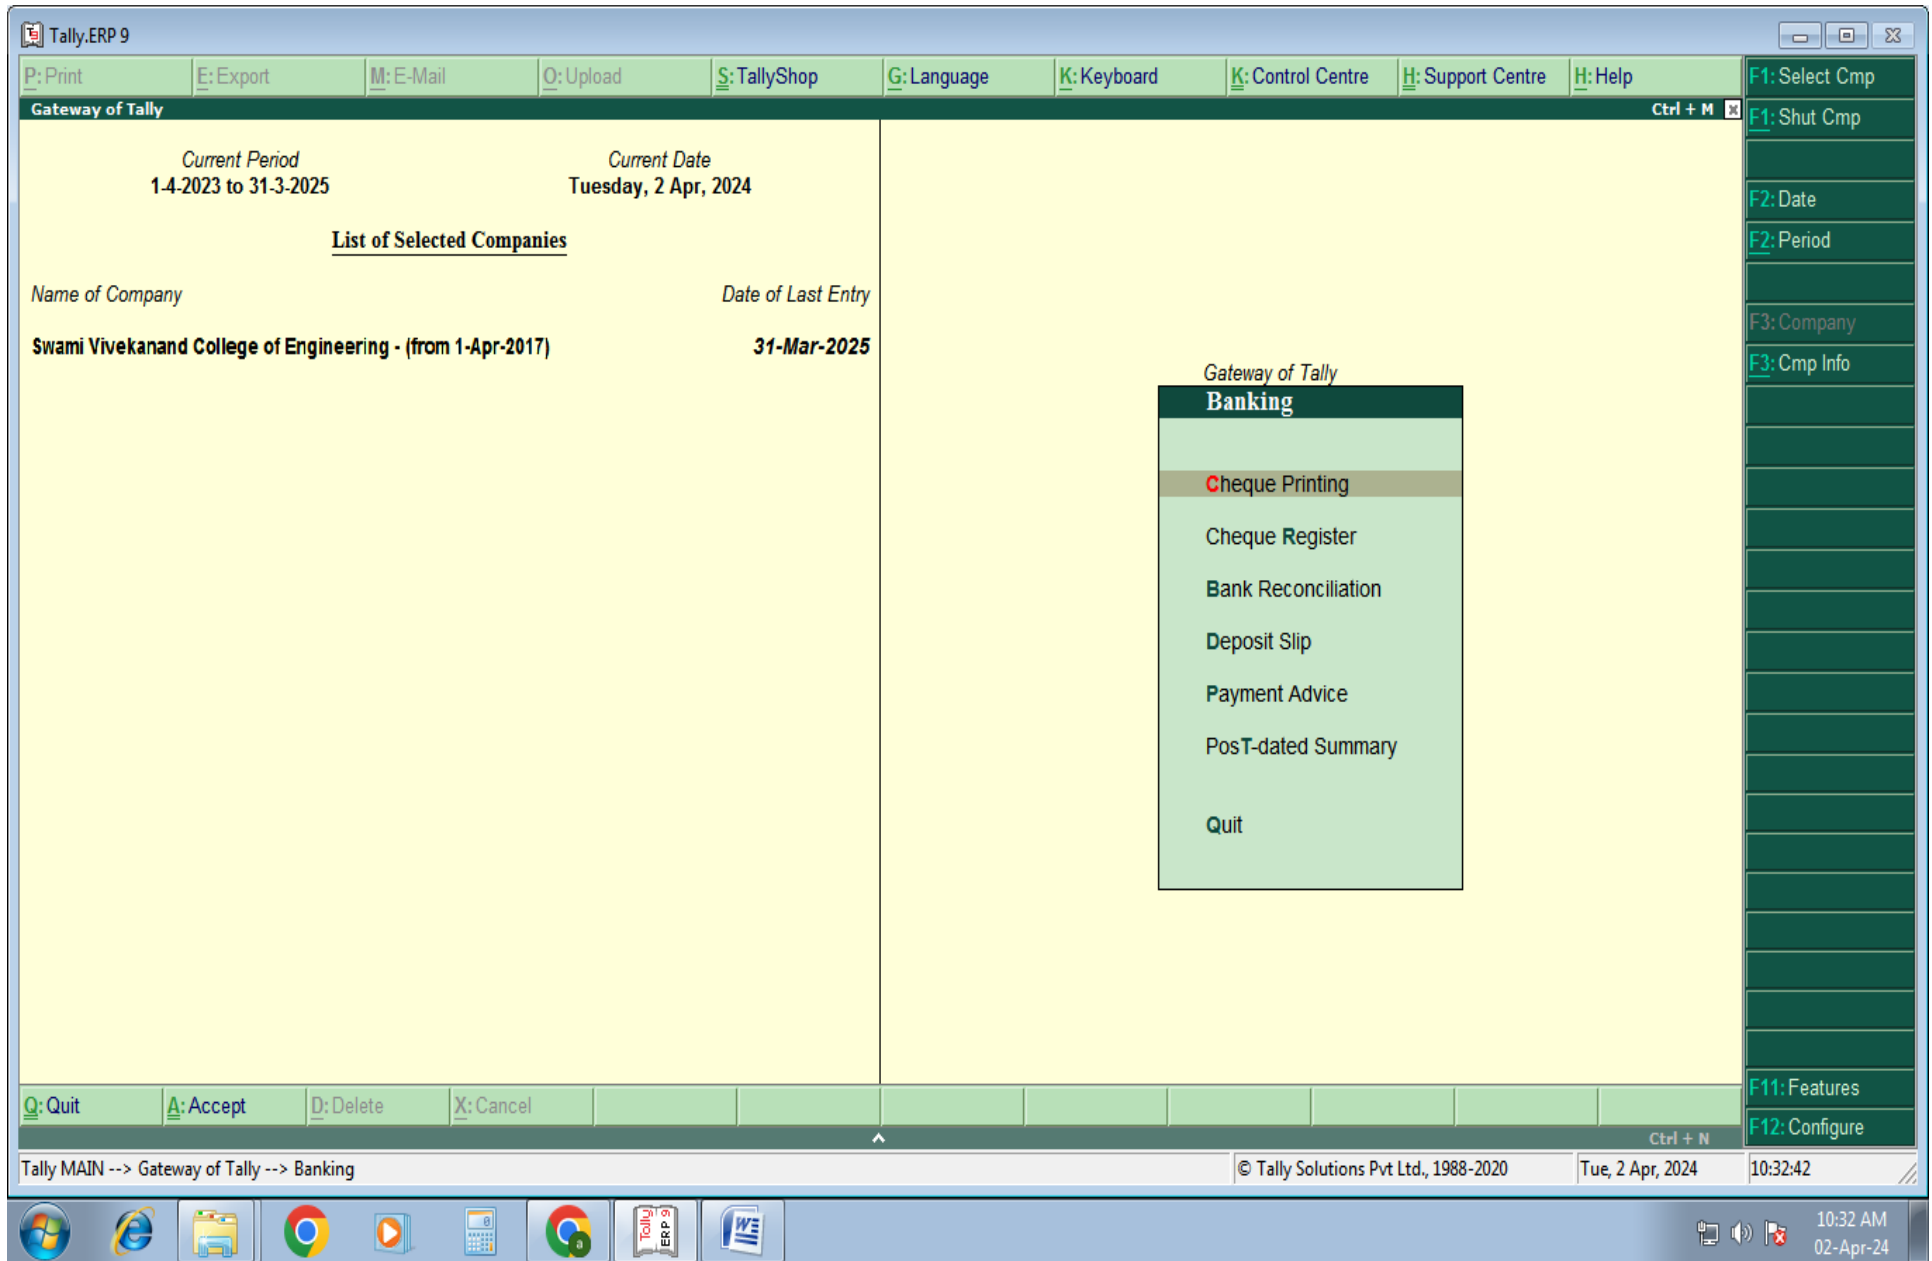 Tally.ERP 9
P: Print E: Export M: E-Mail O: Upload S: TallyShop G: Language K: Keyboard K: Control Centre H: Support Centre H: Help
Gateway of Tally Ctrl + M
Current Period Current Date
1-4-2023 to 31-3-2025 Tuesday, 2 Apr, 2024
List of Selected Companies
Name of Company Date of Last Entry
Swami Vivekanand College of Engineering - (from 1-Apr-2017) 31-Mar-2025
Gateway of Tally
Banking
Cheque Printing
Cheque Register
Bank Reconciliation
Deposit Slip
Payment Advice
PosT-dated Summary
Quit
F1: Select Cmp
F1: Shut Cmp
F2: Date
F2: Period
F3: Company
F3: Cmp Info
F11: Features
F12: Configure
Q: Quit A: Accept D: Delete X: Cancel
Ctrl + N
Tally MAIN --> Gateway of Tally --> Banking © Tally Solutions Pvt Ltd., 1988-2020 Tue, 2 Apr, 2024 10:32:42
Tally ERP 9
W
a
10:32 AM
02-Apr-24